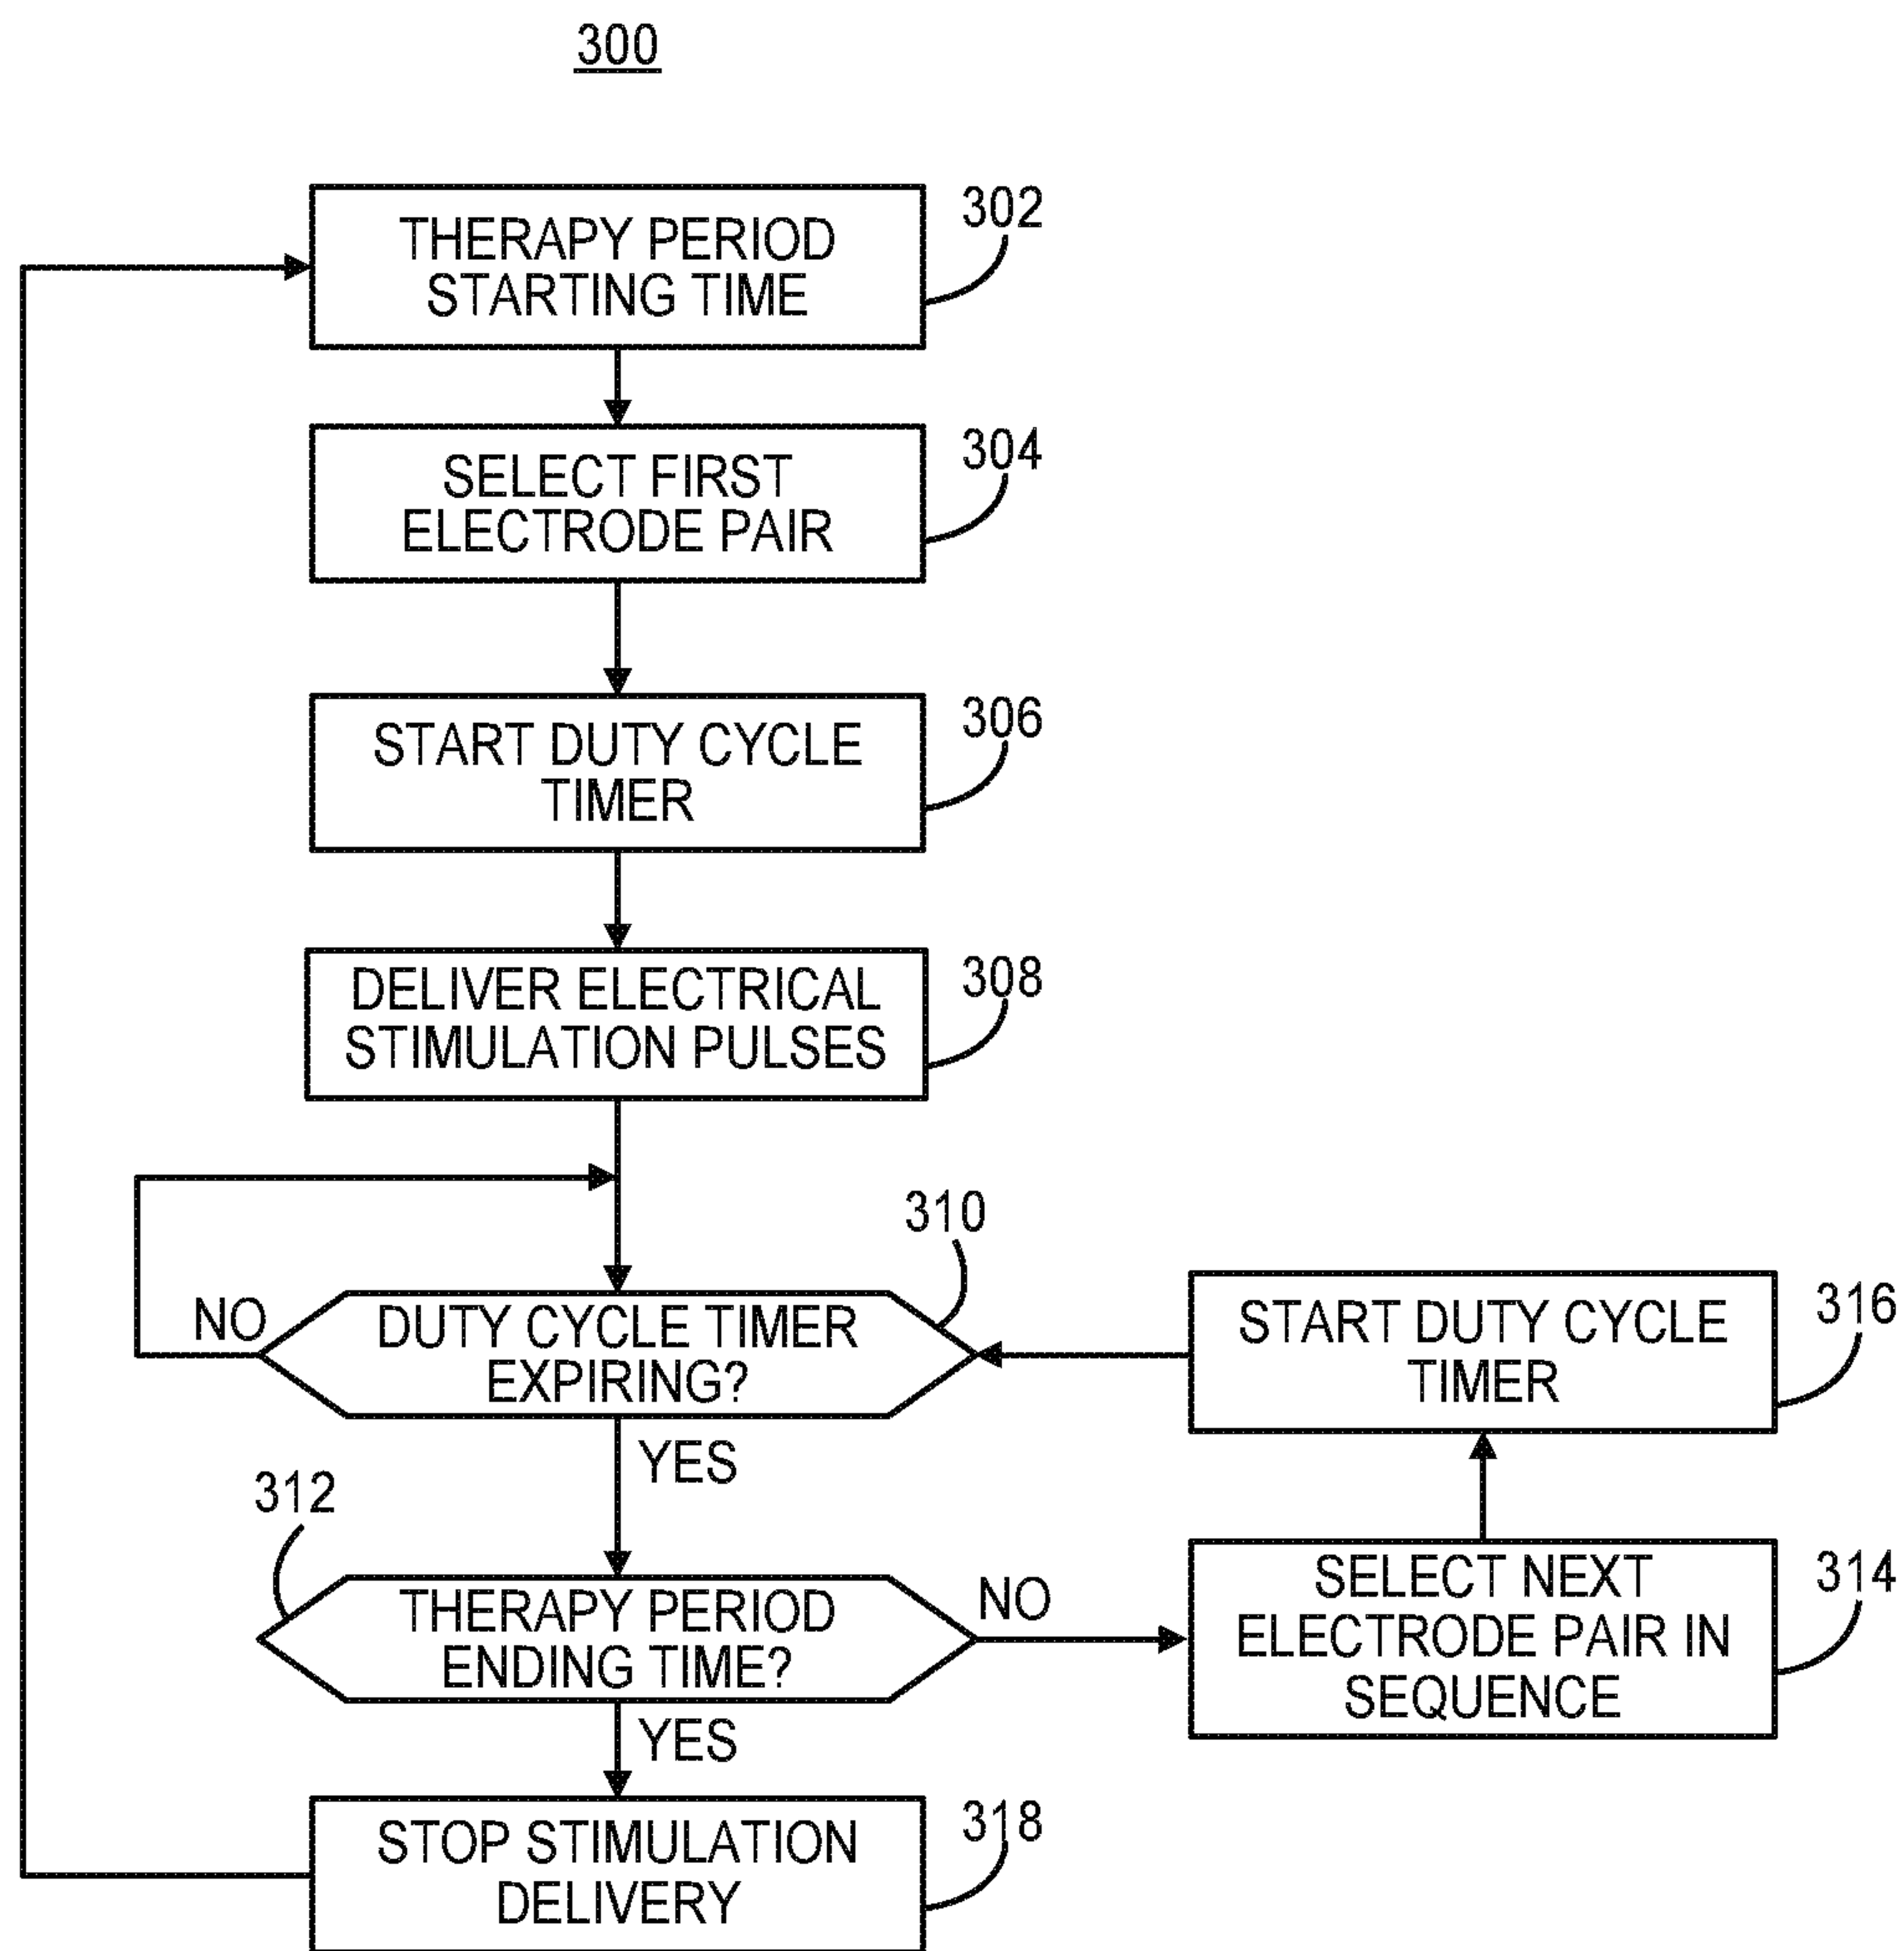 300
THERAPY PERIOD
STARTING TIME
302
SELECT FIRST
ELECTRODE PAIR
304
START DUTY CYCLE
TIMER
306
DELIVER ELECTRICAL
STIMULATION PULSES
308
310
NO
DUTY CYCLE TIMER
EXPIRING?
START DUTY CYCLE
TIMER
316
YES
312
THERAPY PERIOD
ENDING TIME?
NO
SELECT NEXT
ELECTRODE PAIR IN
SEQUENCE
314
YES
STOP STIMULATION
DELIVERY
318